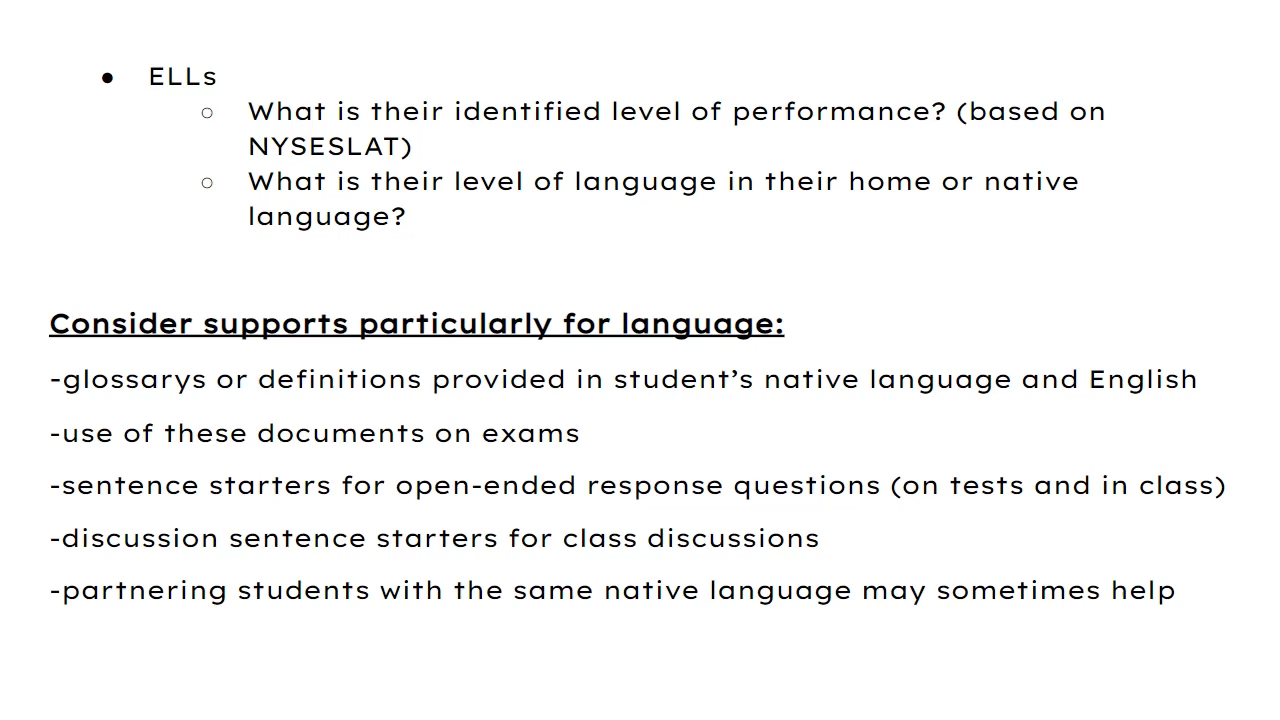 ● ELLs
○ What is their identified level of performance? (based on
NYSESLAT)
○ What is their level of language in their home or native
language?
Consider supports particularly for language:
-glossarys or definitions provided in student’s native language and English
-use of these documents on exams
-sentence starters for open-ended response questions (on tests and in class)
-discussion sentence starters for class discussions
-partnering students with the same native language may sometimes help